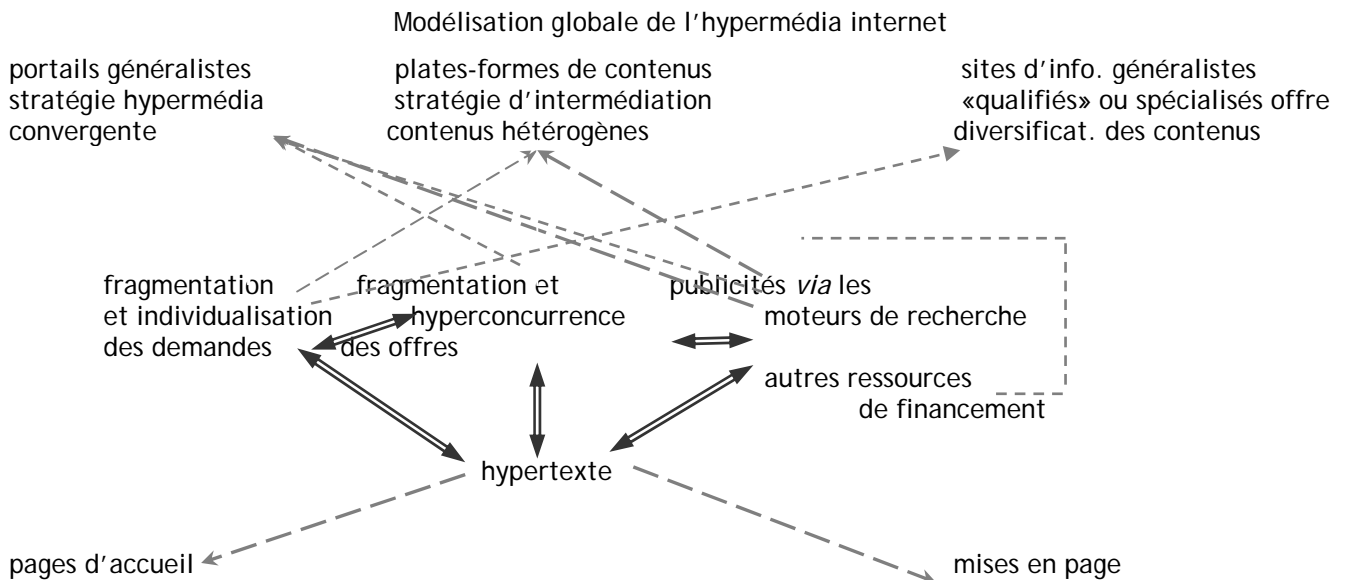 Modélisation globale de l'hypermédia internet
portails généralistes
stratégie hypermédia
convergente
plates-formes de contenus
stratégie d'intermédiation
contenus hétérogènes
sites d'info. généralistes
«qualifiés» ou spécialisés offre
diversificat. des contenus
fragmentation
et individualisation
des demandes
fragmentation et
hyperconcurrence
des offres
publicités via les
moteurs de recherche
autres ressources
de financement
hypertexte
pages d'accueil
mises en page